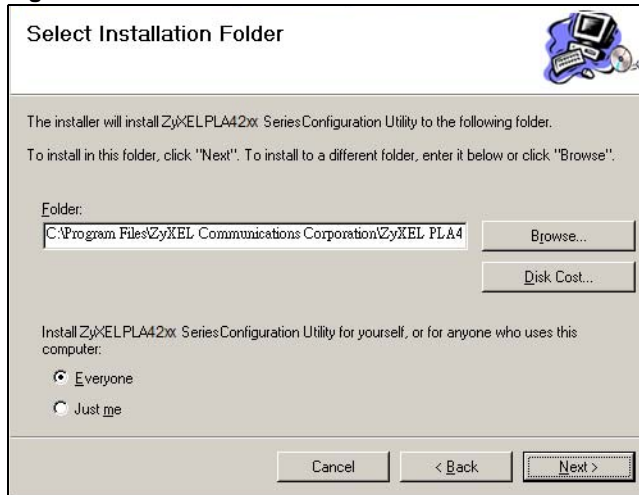 Select Installation Folder
The installer will install ZyXEL PLA42xx Series Configuration Utility to the following folder.
To install in this folder, click "Next". To install to a different folder, enter it below or click "Browse".
Folder:
C:\Program Files\ZyXEL Communications Corporation\ZyXEL PLA4
Browse...
Disk Cost...
Install ZyXEL PLA42xx Series Configuration Utility for yourself, or for anyone who uses this
computer:
Everyone
Just me
Cancel
< Back
Next >